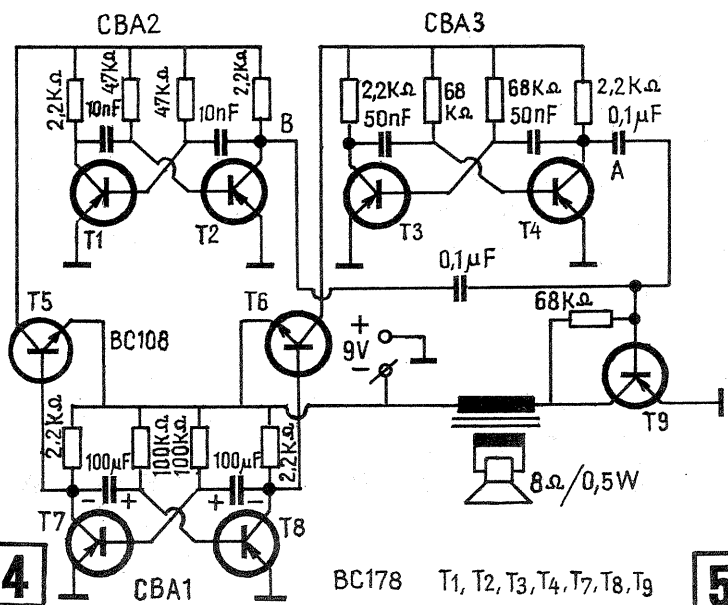 CBA2
CBA3
2,2KΩ
47KΩ
47KΩ
2,2KΩ
10nF
10nF
B
T1
T2
2,2KΩ
68
KΩ
68KΩ
2,2KΩ
50nF
50nF
0,1µF
A
T3
T4
0,1µF
T5
BC108
T6
+
9V
−
68KΩ
T9
2,2KΩ
100KΩ
100KΩ
2,2KΩ
100µF
100µF
− +
+ −
T7
T8
8Ω/0,5W
4
CBA1
BC178 T1, T2, T3, T4, T7, T8, T9
5